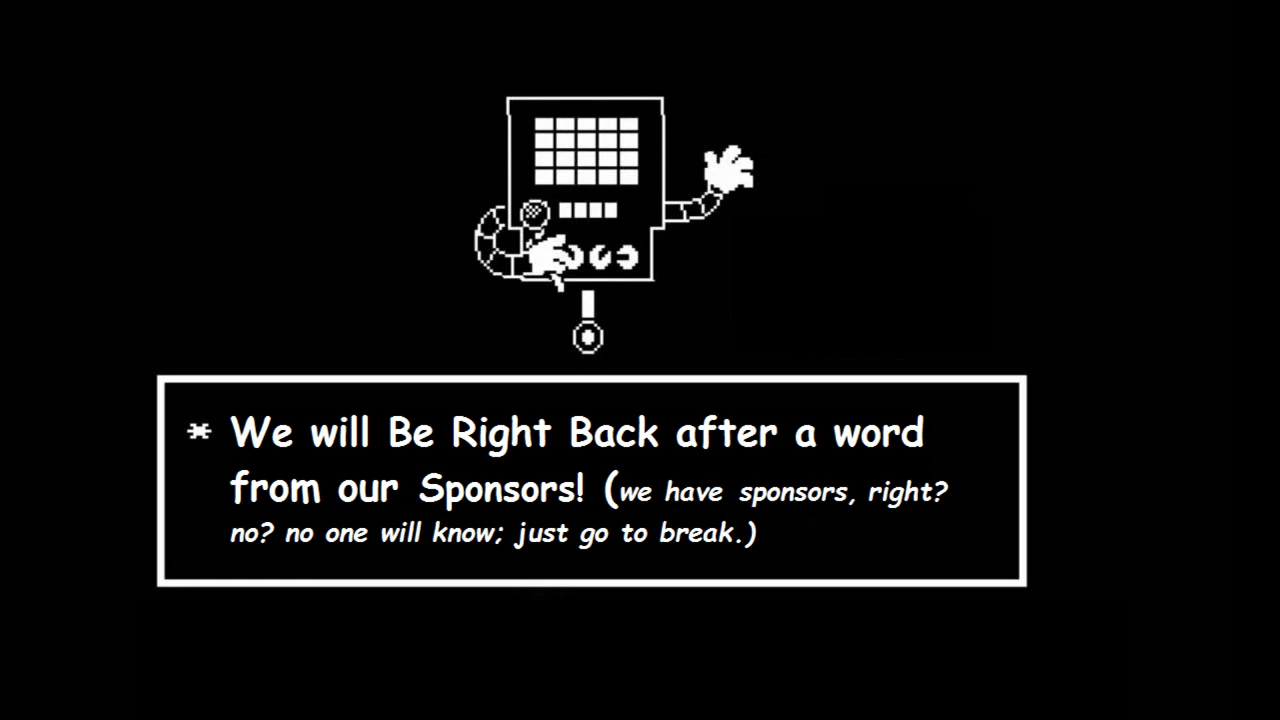 * We will Be Right Back after a word
from our Sponsors! (we have sponsors, right?
no? no one will know; just go to break.)